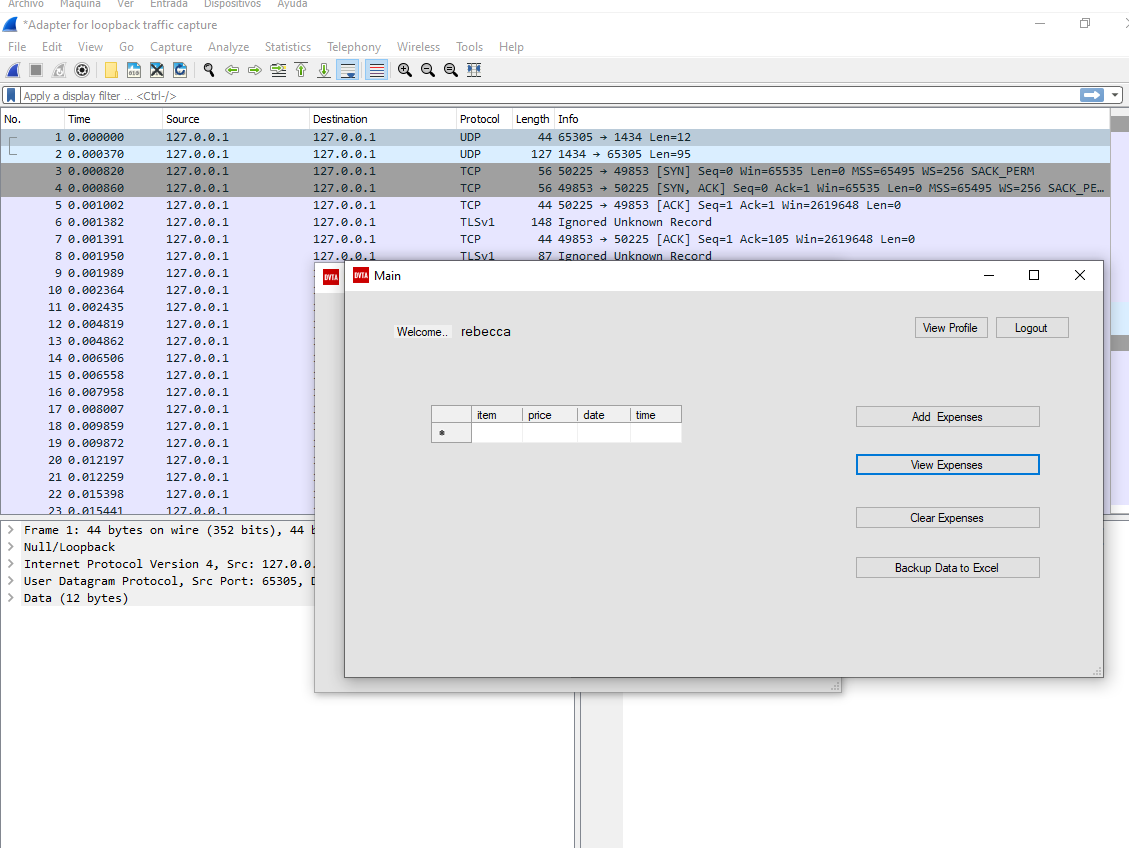 Archivo Máquina Ver Entrada Dispositivos Ayuda
*Adapter for loopback traffic capture
File Edit View Go Capture Analyze Statistics Telephony Wireless Tools Help
Apply a display filter ... <Ctrl-/>
No. Time Source Destination Protocol Length Info
1 0.000000 127.0.0.1 127.0.0.1 UDP 44 65305 → 1434 Len=12
2 0.000370 127.0.0.1 127.0.0.1 UDP 127 1434 → 65305 Len=95
3 0.000820 127.0.0.1 127.0.0.1 TCP 56 50225 → 49853 [SYN] Seq=0 Win=65535 Len=0 MSS=65495 WS=256 SACK_PERM
4 0.000860 127.0.0.1 127.0.0.1 TCP 56 49853 → 50225 [SYN, ACK] Seq=0 Ack=1 Win=65535 Len=0 MSS=65495 WS=256 SACK_PE…
5 0.001002 127.0.0.1 127.0.0.1 TCP 44 50225 → 49853 [ACK] Seq=1 Ack=1 Win=2619648 Len=0
6 0.001382 127.0.0.1 127.0.0.1 TLSv1 148 Ignored Unknown Record
7 0.001391 127.0.0.1 127.0.0.1 TCP 44 49853 → 50225 [ACK] Seq=1 Ack=105 Win=2619648 Len=0
8 0.001950 127.0.0.1 127.0.0.1 TLSv1 87 Ignored Unknown Record
9 0.001989 127.0.0.1
10 0.002364 127.0.0.1
11 0.002435 127.0.0.1
12 0.004819 127.0.0.1
13 0.004862 127.0.0.1
14 0.006506 127.0.0.1
15 0.006558 127.0.0.1
16 0.007958 127.0.0.1
17 0.008007 127.0.0.1
18 0.009859 127.0.0.1
19 0.009872 127.0.0.1
20 0.012197 127.0.0.1
21 0.012259 127.0.0.1
22 0.015398 127.0.0.1
23 0.015441 127.0.0.1
Frame 1: 44 bytes on wire (352 bits), 44 b
Null/Loopback
Internet Protocol Version 4, Src: 127.0.0.
User Datagram Protocol, Src Port: 65305, D
Data (12 bytes)
DVTA
DVTA Main
Welcome.. rebecca
View Profile Logout
item price date time
*
Add Expenses
View Expenses
Clear Expenses
Backup Data to Excel